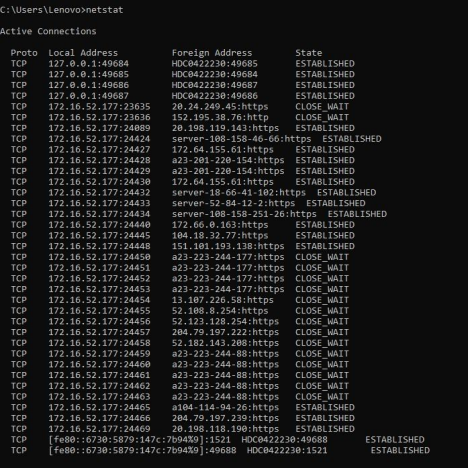 C:\Users\Lenovo>netstat
Active Connections
Proto  Local Address          Foreign Address        State
TCP    127.0.0.1:49684        HDC0422230:49685       ESTABLISHED
TCP    127.0.0.1:49685        HDC0422230:49684       ESTABLISHED
TCP    127.0.0.1:49686        HDC0422230:49687       ESTABLISHED
TCP    127.0.0.1:49687        HDC0422230:49686       ESTABLISHED
TCP    172.16.52.177:23635    20.24.249.45:https     CLOSE_WAIT
TCP    172.16.52.177:23636    152.195.38.76:http     CLOSE_WAIT
TCP    172.16.52.177:24089    20.198.119.143:https   ESTABLISHED
TCP    172.16.52.177:24424    server-108-158-46-66:https  ESTABLISHED
TCP    172.16.52.177:24427    172.64.155.61:https    ESTABLISHED
TCP    172.16.52.177:24428    a23-201-220-154:https  ESTABLISHED
TCP    172.16.52.177:24429    a23-201-220-154:https  ESTABLISHED
TCP    172.16.52.177:24430    172.64.155.61:https    ESTABLISHED
TCP    172.16.52.177:24432    server-18-66-41-102:https  ESTABLISHED
TCP    172.16.52.177:24433    server-52-84-12-2:https  ESTABLISHED
TCP    172.16.52.177:24434    server-108-158-251-26:https  ESTABLISHED
TCP    172.16.52.177:24440    172.66.0.163:https     ESTABLISHED
TCP    172.16.52.177:24445    104.18.32.77:https     ESTABLISHED
TCP    172.16.52.177:24448    151.101.193.138:https  ESTABLISHED
TCP    172.16.52.177:24450    a23-223-244-177:https  CLOSE_WAIT
TCP    172.16.52.177:24451    a23-223-244-177:https  CLOSE_WAIT
TCP    172.16.52.177:24452    a23-223-244-177:https  CLOSE_WAIT
TCP    172.16.52.177:24453    a23-223-244-177:https  CLOSE_WAIT
TCP    172.16.52.177:24454    13.107.226.58:https    CLOSE_WAIT
TCP    172.16.52.177:24455    52.108.8.254:https     CLOSE_WAIT
TCP    172.16.52.177:24456    52.123.128.254:https   CLOSE_WAIT
TCP    172.16.52.177:24457    204.79.197.222:https   CLOSE_WAIT
TCP    172.16.52.177:24458    52.182.143.208:https   CLOSE_WAIT
TCP    172.16.52.177:24459    a23-223-244-88:https   CLOSE_WAIT
TCP    172.16.52.177:24460    a23-223-244-88:https   CLOSE_WAIT
TCP    172.16.52.177:24461    a23-223-244-88:https   CLOSE_WAIT
TCP    172.16.52.177:24462    a23-223-244-88:https   CLOSE_WAIT
TCP    172.16.52.177:24463    a23-223-244-88:https   CLOSE_WAIT
TCP    172.16.52.177:24465    a104-114-94-26:https   ESTABLISHED
TCP    172.16.52.177:24466    204.79.197.239:https   ESTABLISHED
TCP    172.16.52.177:24469    20.198.118.190:https   ESTABLISHED
TCP    [fe80::6730:5879:147c:7b94%9]:1521  HDC0422230:49688       ESTABLISHED
TCP    [fe80::6730:5879:147c:7b94%9]:49688  HDC0422230:1521        ESTABLISHED